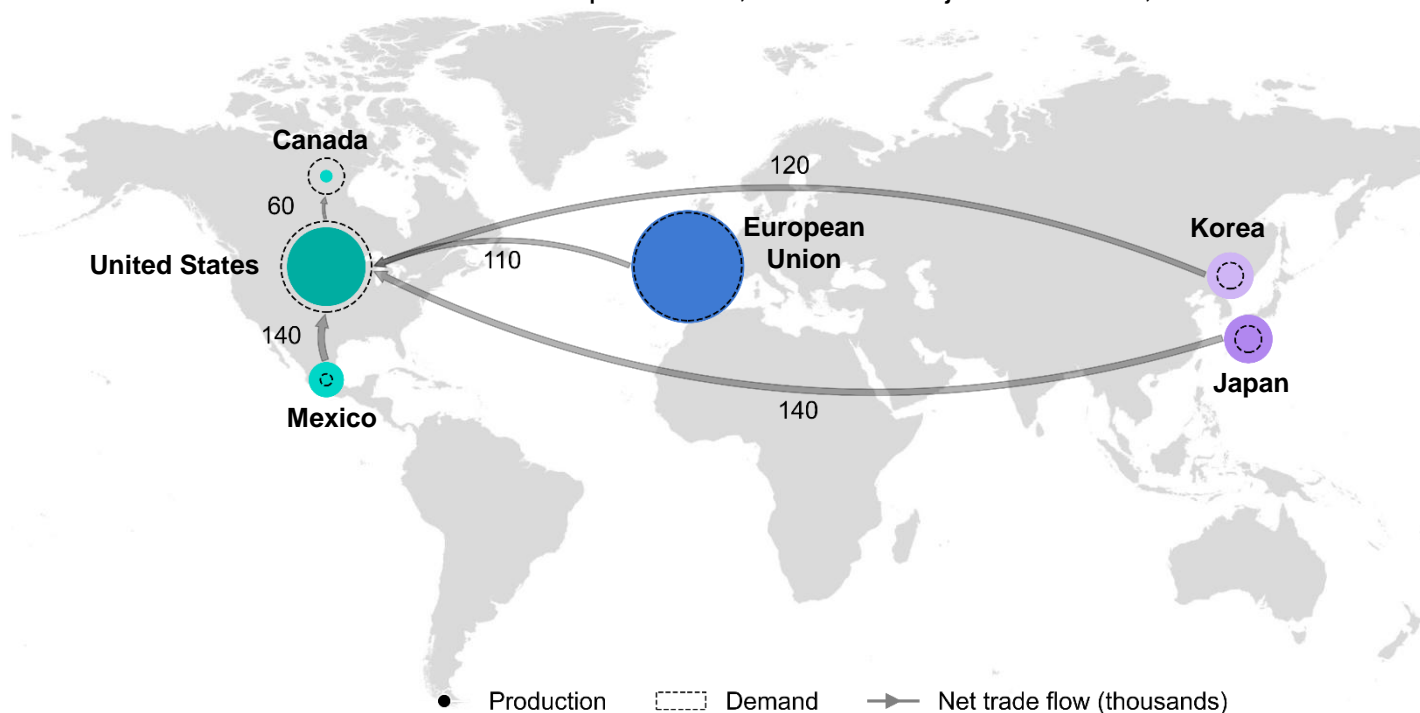 Canada
120
60
European
Union
Korea
110
United States
140
Japan
Mexico
140
Production
Demand
Net trade flow (thousands)